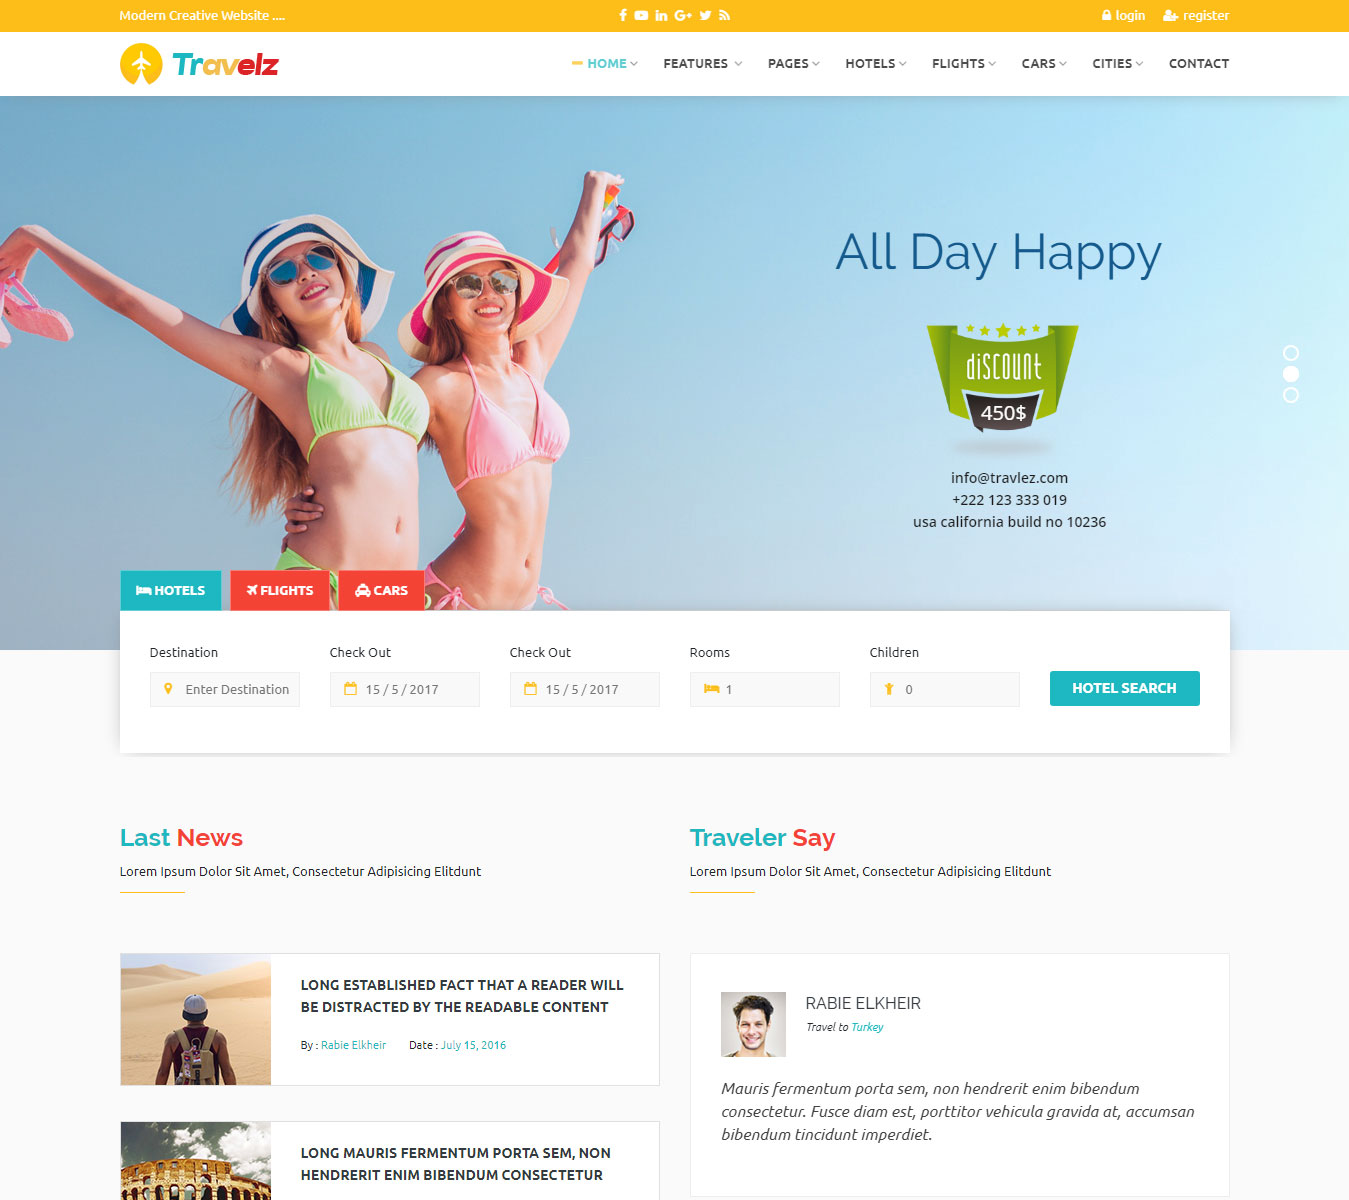 Modern Creative Website ....
login register
Travelz
HOME FEATURES PAGES HOTELS FLIGHTS CARS CITIES CONTACT
All Day Happy
discount
450$
info@travlez.com
+222 123 333 019
usa california build no 10236
HOTELS FLIGHTS CARS
Destination Check Out Check Out Rooms Children
Enter Destination 15 / 5 / 2017 15 / 5 / 2017 1 0 HOTEL SEARCH
Last News
Lorem Ipsum Dolor Sit Amet, Consectetur Adipisicing Elitdunt
LONG ESTABLISHED FACT THAT A READER WILL
BE DISTRACTED BY THE READABLE CONTENT
By : Rabie Elkheir Date : July 15, 2016
LONG MAURIS FERMENTUM PORTA SEM, NON
HENDRERIT ENIM BIBENDUM CONSECTETUR
Traveler Say
Lorem Ipsum Dolor Sit Amet, Consectetur Adipisicing Elitdunt
RABIE ELKHEIR
Travel to Turkey
Mauris fermentum porta sem, non hendrerit enim bibendum
consectetur. Fusce diam est, porttitor vehicula gravida at, accumsan
bibendum tincidunt imperdiet.